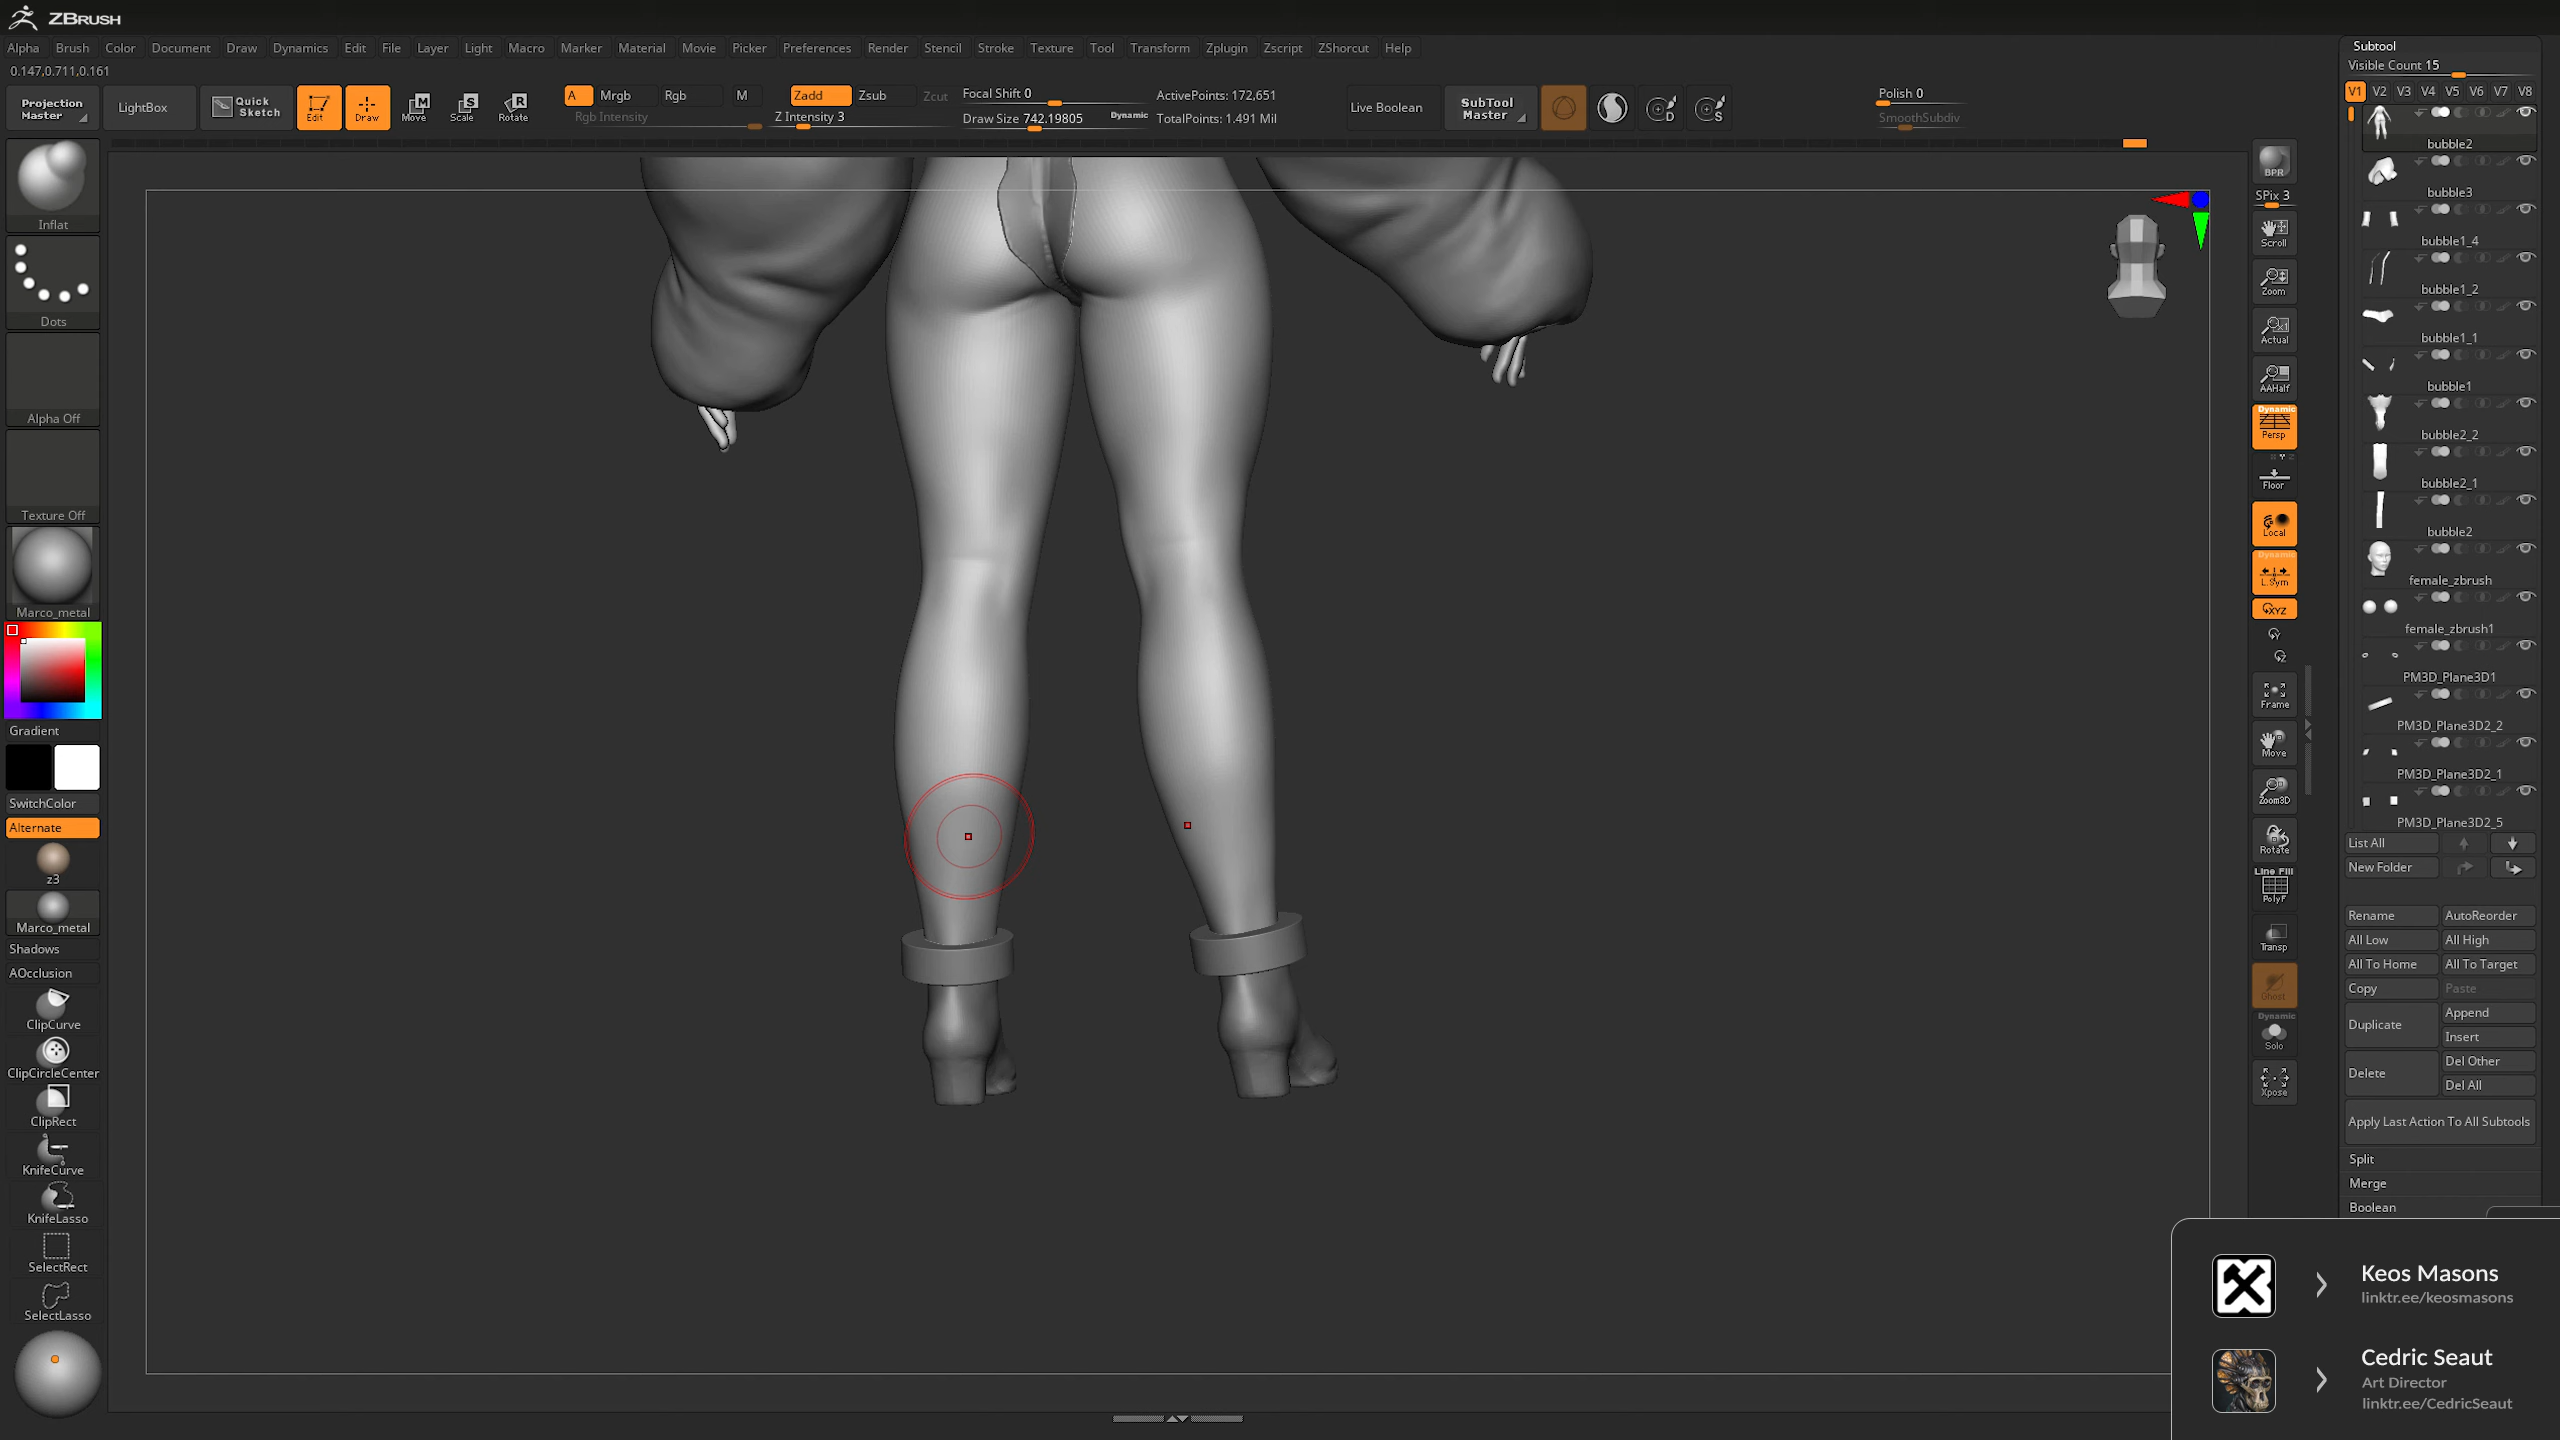 ZBRUSH
Alpha Brush Color Document Draw Dynamics Edit File Layer Light Macro Marker Material Movie Picker Preferences Render Stencil Stroke Texture Tool Transform Zplugin Zscript ZShorcut Help
0.147,0.711,0.161
Projection Master
LightBox
Quick Sketch
Edit
Draw
Move
Scale
Rotate
A Mrgb Rgb M
Rgb Intensity
Zadd Zsub Zcut
Z Intensity 3
Focal Shift 0
Draw Size 742.19805
Dynamic
ActivePoints: 172,651
TotalPoints: 1.491 Mil
Live Boolean
SubTool Master
Polish 0
SmoothSubdiv
Inflat
Dots
Alpha Off
Texture Off
Marco_metal
Gradient
SwitchColor
Alternate
z3
Marco_metal
Shadows
AOcclusion
ClipCurve
ClipCircleCenter
ClipRect
KnifeCurve
KnifeLasso
SelectRect
SelectLasso
BPR
SPix 3
Scroll
Zoom
Actual
AAHalf
Dynamic
Persp
Floor
Local
Dynamic
L.Sym
XYZ
Frame
Move
Zoom3D
Rotate
Line Fill
PolyF
Transp
Ghost
Dynamic
Solo
Xpose
Subtool
Visible Count 15
V1 V2 V3 V4 V5 V6 V7 V8
bubble2
bubble3
bubble1_4
bubble1_2
bubble1_1
bubble1
bubble2_2
bubble2_1
bubble2
female_zbrush
female_zbrush1
PM3D_Plane3D1
PM3D_Plane3D2_2
PM3D_Plane3D2_1
PM3D_Plane3D2_5
List All
New Folder
Rename AutoReorder
All Low All High
All To Home All To Target
Copy Paste
Duplicate
Append
Insert
Delete
Del Other
Del All
Apply Last Action To All Subtools
Split
Merge
Boolean
Keos Masons
linktr.ee/keosmasons
Cedric Seaut
Art Director
linktr.ee/CedricSeaut